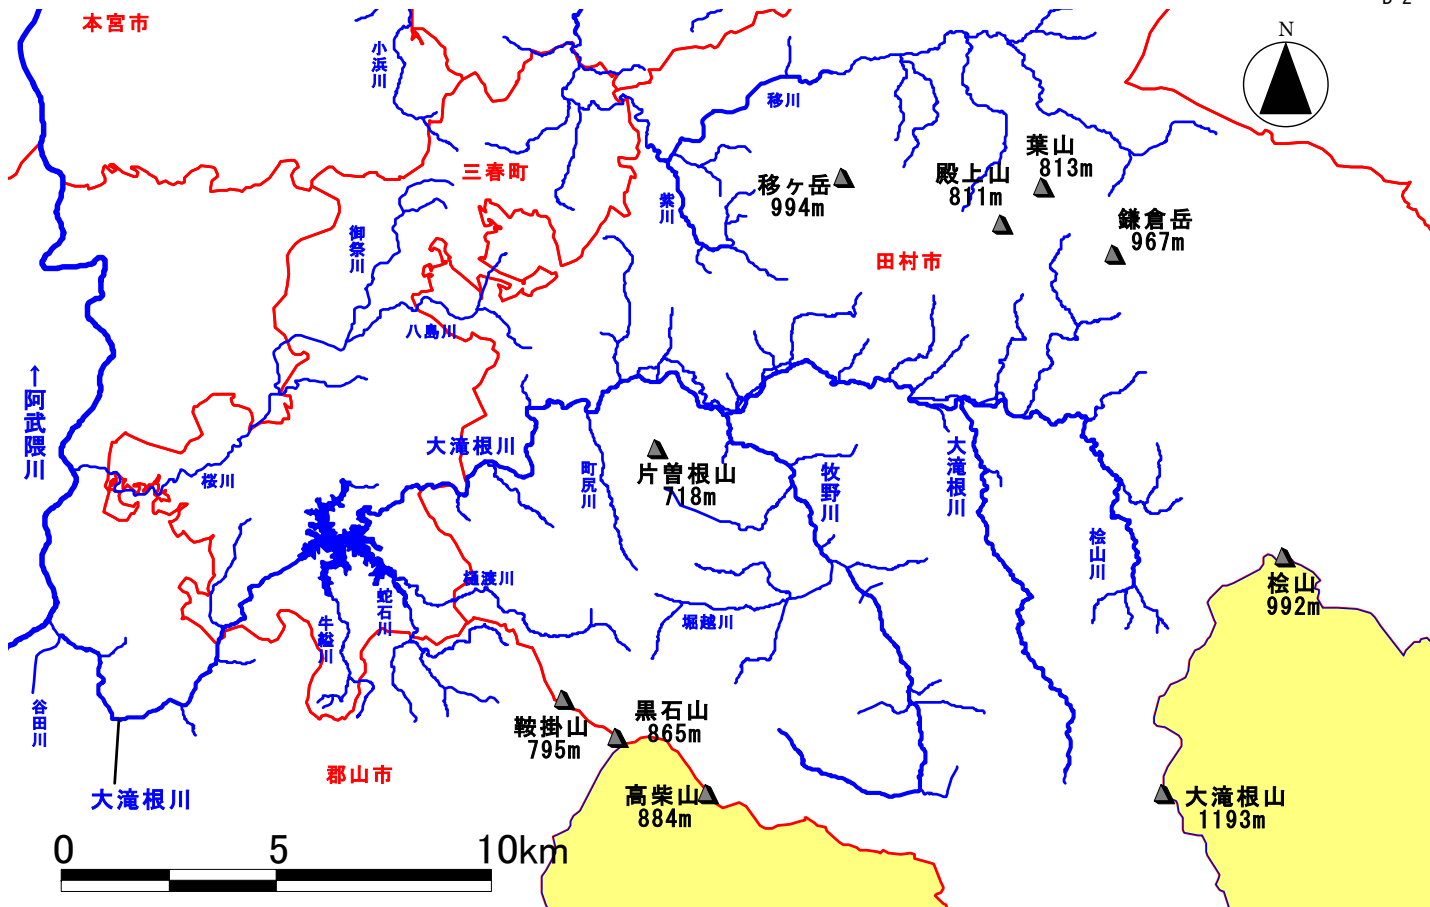 本宮市
小浜川
N
移川
葉山
813m
三春町
殿上山
811m
移ヶ岳
994m
紫川
鎌倉岳
967m
御祭川
田村市
八島川
←阿武隈川
大滝根川
桜川
町尻川
片曽根山
718m
牧野川
大滝根川
桧山川
樋渡川
蛇石川
牛縊川
堀越川
桧山
992m
谷田川
鞍掛山
795m
黒石山
865m
郡山市
大滝根川
高柴山
884m
大滝根山
1193m
0 5 10km